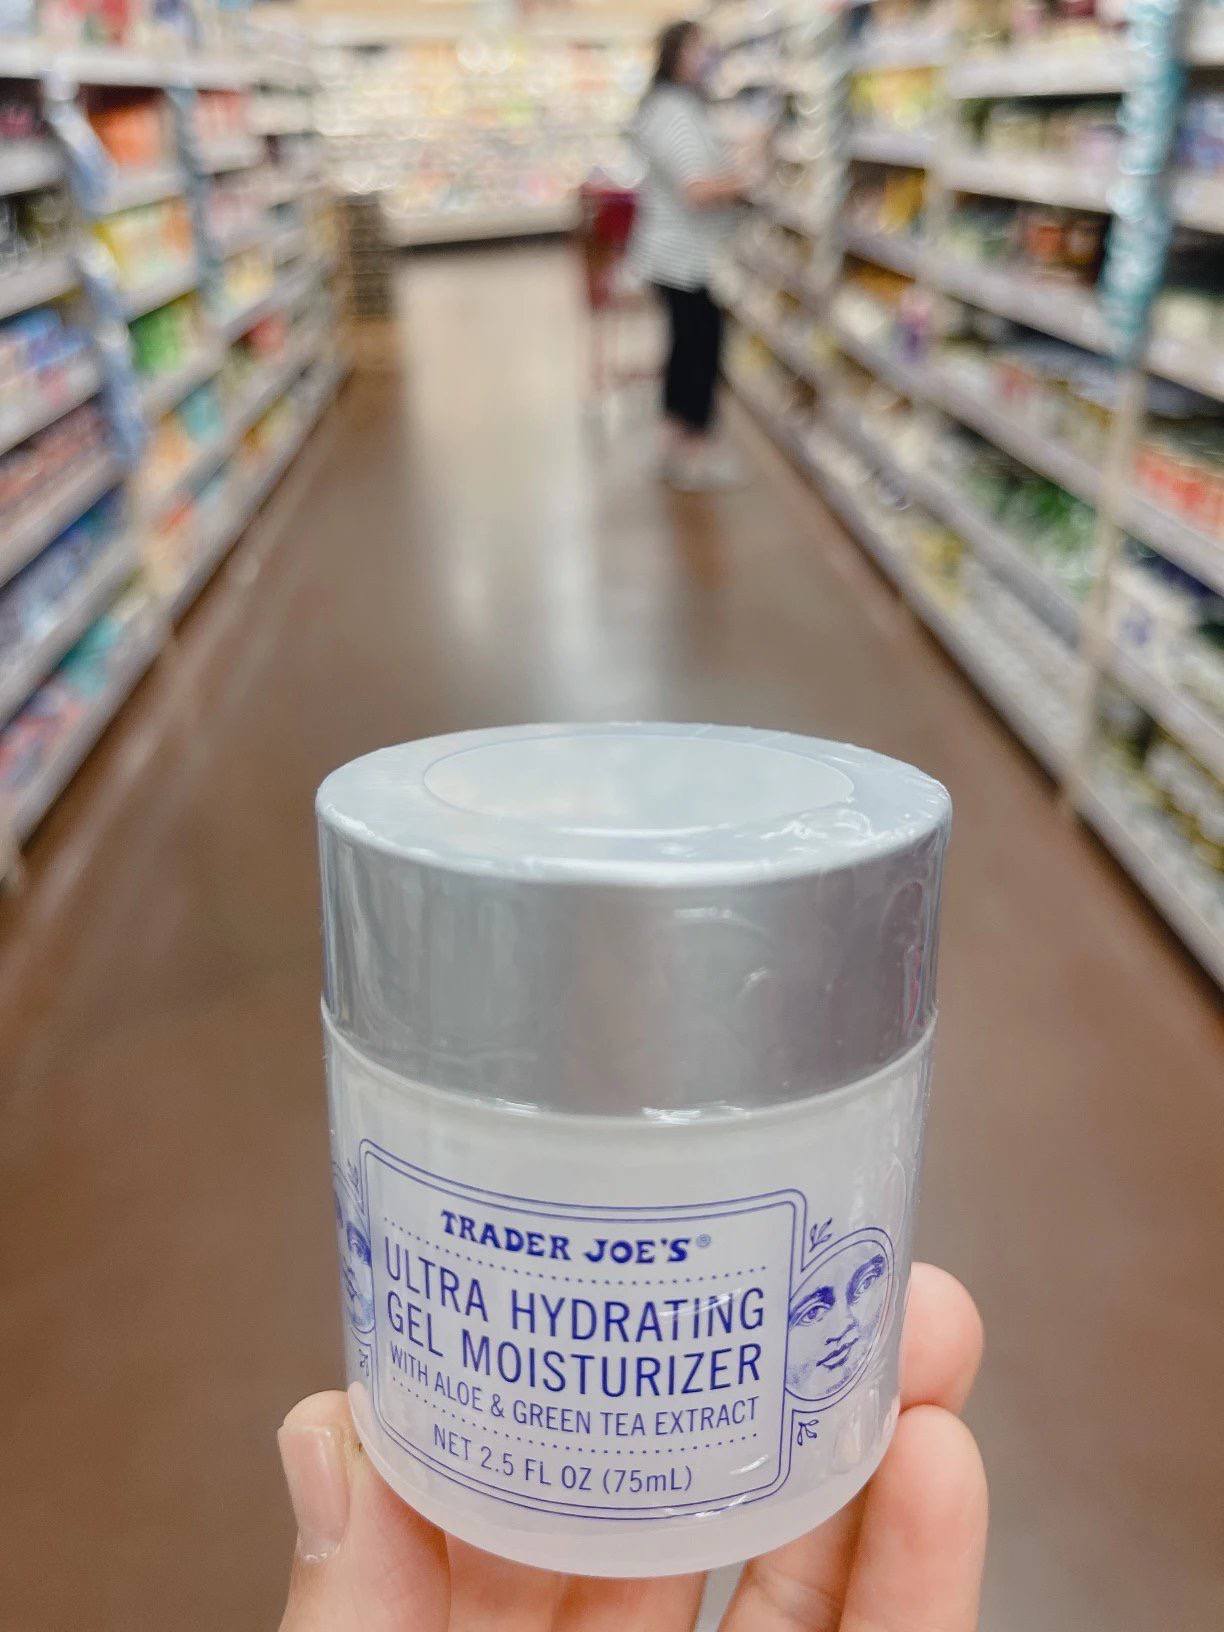 TRADER JOE'S®
ULTRA HYDRATING
GEL MOISTURIZER
WITH ALOE & GREEN TEA EXTRACT
NET 2.5 FL OZ (75mL)